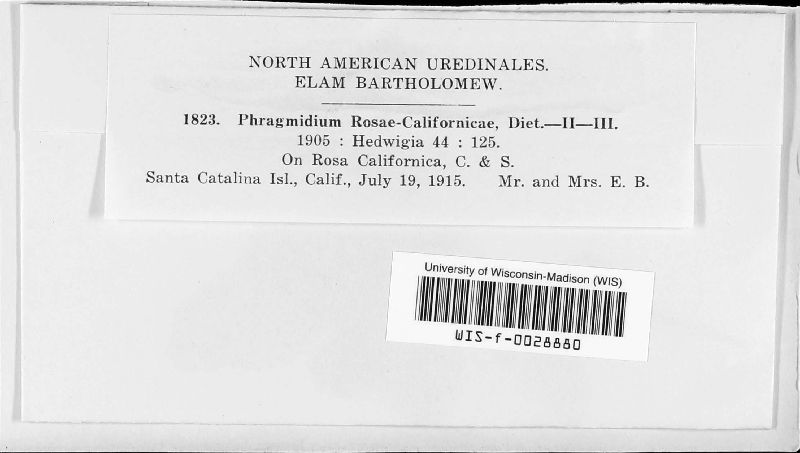 NORTH AMERICAN UREDINALES.
ELAM BARTHOLOMEW.
1823. Phragmidium Rosae-Californicae, Diet.—II—III.
1905 : Hedwigia 44 : 125.
On Rosa Californica, C. & S.
Santa Catalina Isl., Calif., July 19, 1915. Mr. and Mrs. E. B.
University of Wisconsin-Madison (WIS)
WIS-f-0028880